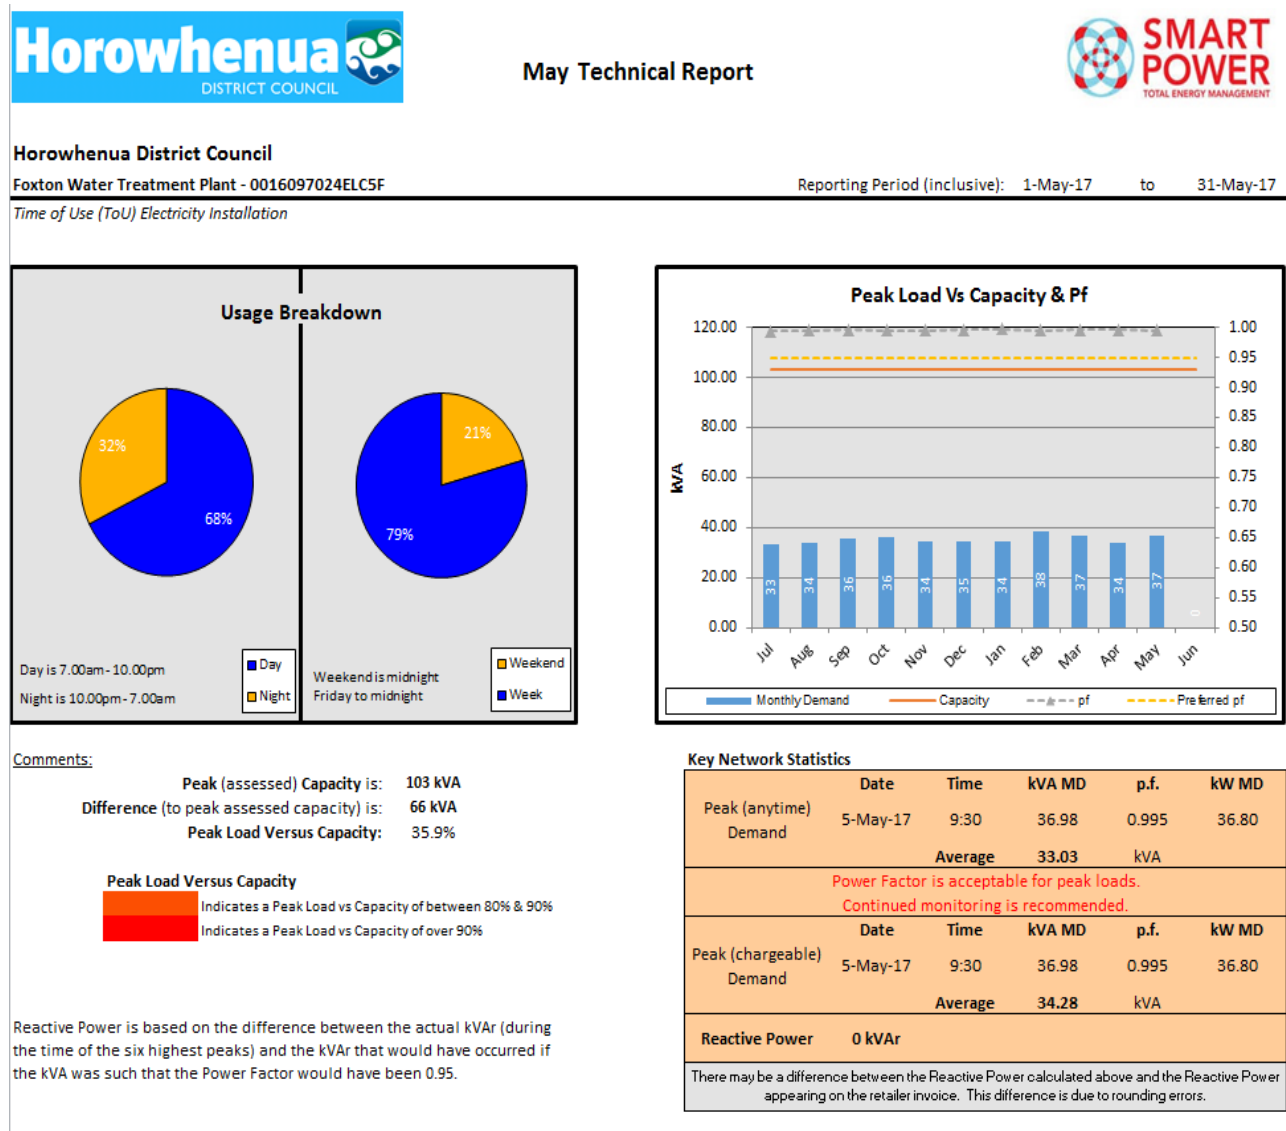 Horowhenua
DISTRICT COUNCIL
May Technical Report
SMART
POWER
TOTAL ENERGY MANAGEMENT
Horowhenua District Council
Foxton Water Treatment Plant - 0016097024ELC5F
Reporting Period (inclusive): 1-May-17 to 31-May-17
Time of Use (ToU) Electricity Installation
Usage Breakdown
32%
68%
21%
79%
Day is 7.00am - 10.00pm
Night is 10.00pm - 7.00am
Day
Night
Weekend is midnight
Friday to midnight
Weekend
Week
Peak Load Vs Capacity & Pf
120.00
100.00
80.00
60.00
40.00
20.00
0.00
kVA
1.00
0.95
0.90
0.85
0.80
0.75
0.70
0.65
0.60
0.55
0.50
33 34 36 36 34 35 34 38 37 34 37 0
Jul Aug Sep Oct Nov Dec Jan Feb Mar Apr May Jun
Monthly Demand Capacity pf Preferred pf
Comments:
Peak (assessed) Capacity is: 103 kVA
Difference (to peak assessed capacity) is: 66 kVA
Peak Load Versus Capacity: 35.9%
Peak Load Versus Capacity
Indicates a Peak Load vs Capacity of between 80% & 90%
Indicates a Peak Load vs Capacity of over 90%
Reactive Power is based on the difference between the actual kVAr (during
the time of the six highest peaks) and the kVAr that would have occurred if
the kVA was such that the Power Factor would have been 0.95.
Key Network Statistics
Date Time kVA MD p.f. kW MD
Peak (anytime)
Demand
5-May-17 9:30 36.98 0.995 36.80
Average 33.03 kVA
Power Factor is acceptable for peak loads.
Continued monitoring is recommended.
Date Time kVA MD p.f. kW MD
Peak (chargeable)
Demand
5-May-17 9:30 36.98 0.995 36.80
Average 34.28 kVA
Reactive Power 0 kVAr
There may be a difference between the Reactive Power calculated above and the Reactive Power
appearing on the retailer invoice. This difference is due to rounding errors.